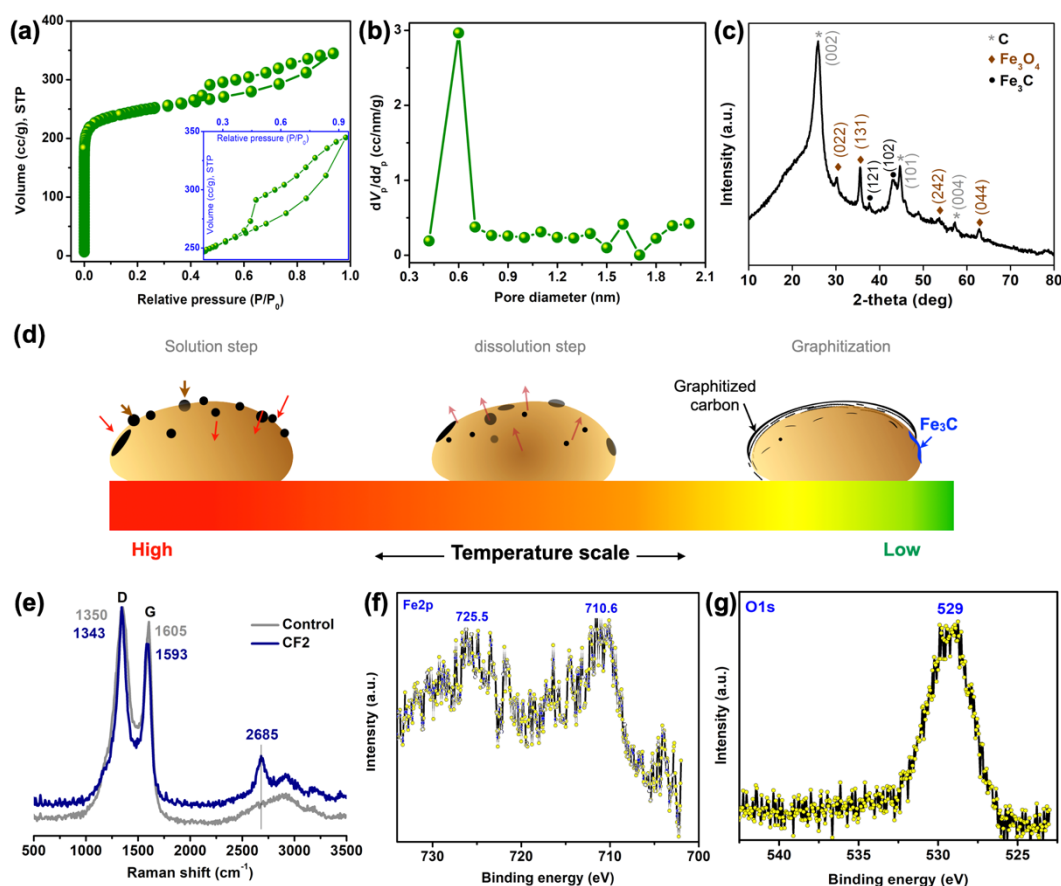 (a)
400
300
200
100
0
Volume (cc/g), STP
0.0 0.2 0.4 0.6 0.8 1.0
Relative pressure (P/P₀)
0.4 0.6 0.8
Relative pressure (P/P₀)
350
300
250
Volume (cc/g), STP
(b)
3
2
1
0
dVₚ/ddₚ (cc/nm/g)
0.3 0.6 0.9 1.2 1.5 1.8 2.1
Pore diameter (nm)
(c)
* C
♦ Fe₃O₄
● Fe₃C
* (002)
♦ (022)
♦ (131)
● (121)
● (102)
* (101)
♦ (242)
* (004)
♦ (044)
Intensity (a.u.)
10 20 30 40 50 60 70 80
2-theta (deg)
(d)
Solution step
dissolution step
Graphitization
Graphitized
carbon
Fe₃C
High
Temperature scale
Low
(e)
D
G
1350
1343
1605
1593
Control
CF2
2685
Intensity (a.u.)
500 1000 1500 2000 2500 3000 3500
Raman shift (cm⁻¹)
(f)
Fe2p
725.5
710.6
Intensity (a.u.)
730 720 710 700
Binding energy (eV)
(g)
O1s
529
Intensity (a.u.)
540 535 530 525
Binding energy (eV)